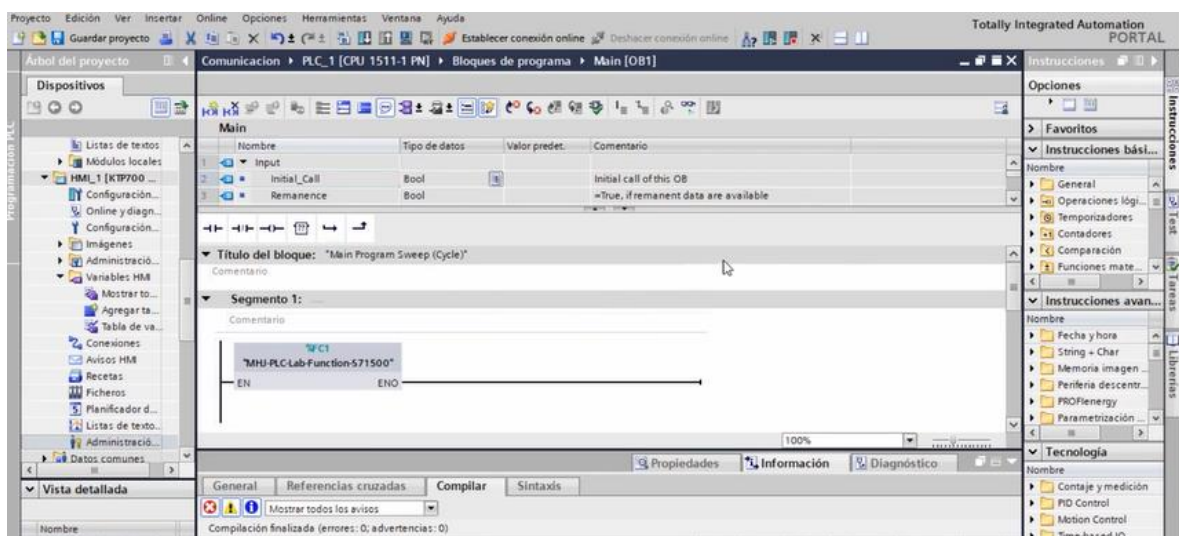 Proyecto Edición Ver Insertar Online Opciones Herramientas Ventana Ayuda
Totally Integrated Automation
PORTAL
Guardar proyecto
Establecer conexión online
Deshacer conexión online
Árbol del proyecto
Comunicacion ▸ PLC_1 [CPU 1511-1 PN] ▸ Bloques de programa ▸ Main [OB1]
Instrucciones
Dispositivos
Opciones
Programación PLC
Listas de textos
Módulos locales
HMI_1 [KTP700 ...
Configuración...
Online y diagn...
Configuración...
Imágenes
Administració...
Variables HMI
Mostrar to...
Agregar ta...
Tabla de va...
Conexiones
Avisos HMI
Recetas
Ficheros
Planificador d...
Listas de texto...
Administració...
Datos comunes
Vista detallada
Nombre
Main
Nombre Tipo de datos Valor predet. Comentario
1 Input
2 Initial_Call Bool Initial call of this OB
3 Remanence Bool =True, if remanent data are available
Título del bloque: "Main Program Sweep (Cycle)"
Comentario
Segmento 1: ....
Comentario
%FC1
"MHJ-PLC-Lab-Function-S71500"
EN ENO
100%
Propiedades Información Diagnóstico
General Referencias cruzadas Compilar Sintaxis
Mostrar todos los avisos
Compilación finalizada (errores: 0; advertencias: 0)
Favoritos
Instrucciones bási...
Nombre
General
Operaciones lógi...
Temporizadores
Contadores
Comparación
Funciones mate...
Instrucciones avan...
Nombre
Fecha y hora
String + Char
Memoria imagen ...
Periferia descentr...
PROFIenergy
Parametrización ...
Tecnología
Nombre
Contaje y medición
PID Control
Motion Control
Time-based IO
Instrucciones
Test
Tareas
Librerías